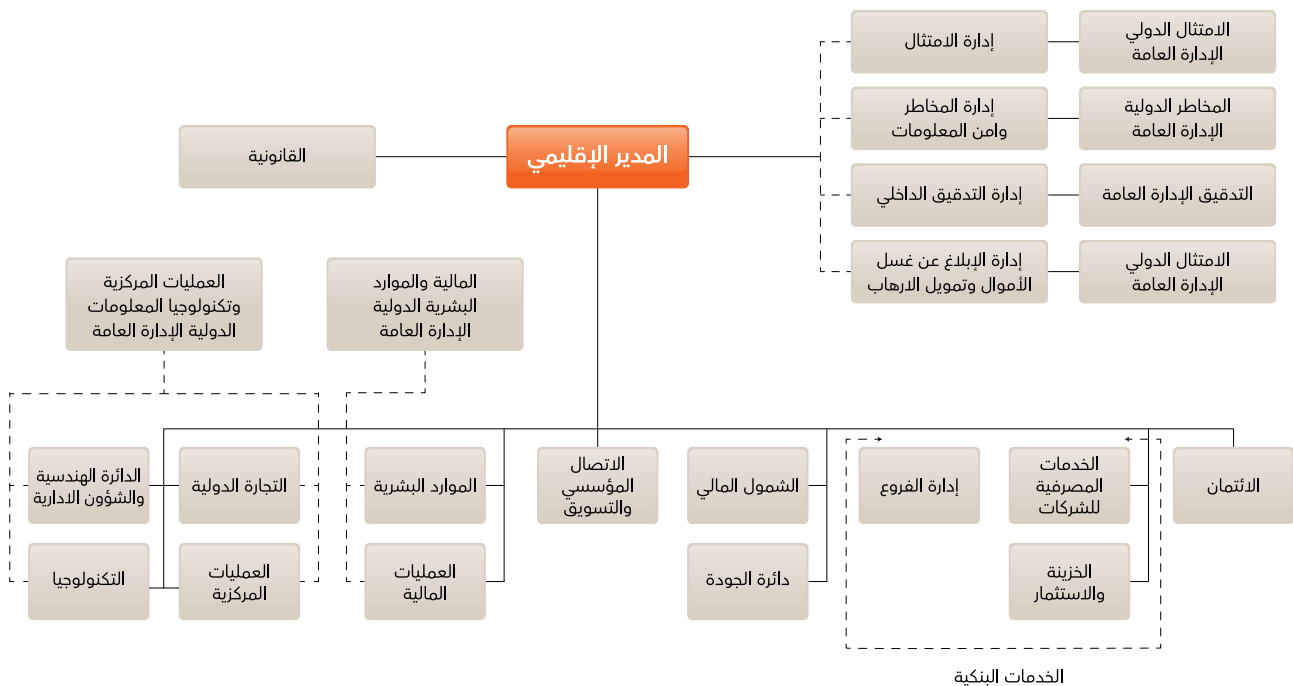 الامتثال الدولي
الإدارة العامة
إدارة الامتثال
المخاطر الدولية
الإدارة العامة
إدارة المخاطر
وامن المعلومات
المدير الإقليمي
القانونية
التدقيق الإدارة العامة
إدارة التدقيق الداخلي
الامتثال الدولي
الإدارة العامة
إدارة الإبلاغ عن غسل
الأموال وتمويل الارهاب
المالية والموارد
البشرية الدولية
الإدارة العامة
العمليات المركزية
وتكنولوجيا المعلومات
الدولية الإدارة العامة
الائتمان
الخدمات
المصرفية
للشركات
إدارة الفروع
الشمول المالي
الاتصال
المؤسسي
والتسويق
الموارد البشرية
التجارة الدولية
الدائرة الهندسية
والشؤون الادارية
الخزينة
والاستثمار
دائرة الجودة
العمليات
المالية
العمليات
المركزية
التكنولوجيا
الخدمات البنكية